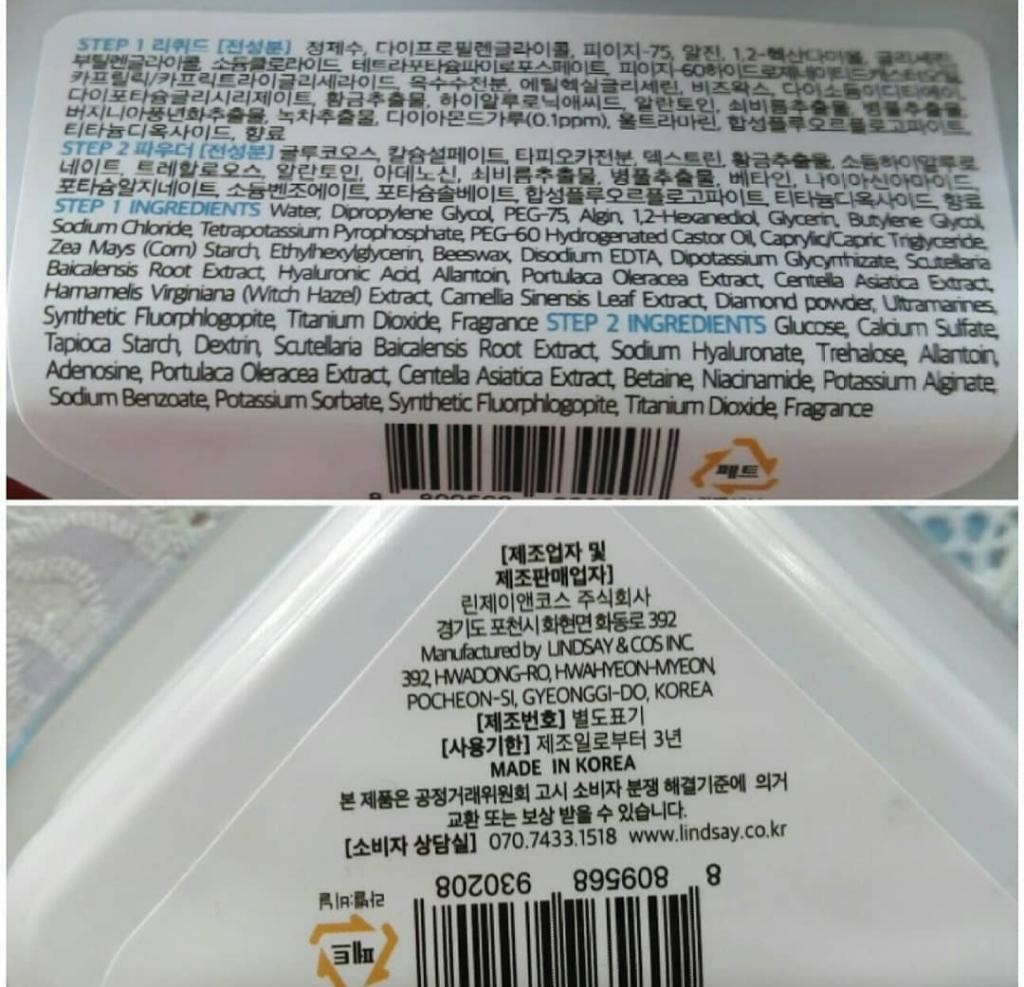 STEP 1 리퀴드 [전성분] 정제수, 다이프로필렌글라이콜, 피이지-75, 알진, 1,2-헥산다이올, 글리세린,
부틸렌글라이콜, 소듐클로라이드, 테트라포타슘파이로포스페이트, 피이지-60하이드로제네이티드캐스터오일,
카프릴릭/카프릭트라이글리세라이드, 옥수수전분, 에틸헥실글리세린, 비즈왁스, 다이소듐이디티에이,
다이포타슘글리시리제이트, 황금추출물, 하이알루로닉애씨드, 알란토인, 쇠비름추출물, 병풀추출물,
버지니아풍년화추출물, 녹차추출물, 다이아몬드가루(0.1ppm), 울트라마린, 합성플루오르플로고파이트,
티타늄디옥사이드, 향료
STEP 2 파우더 [전성분] 글루코오스, 칼슘설페이트, 타피오카전분, 덱스트린, 황금추출물, 소듐하이알루로
네이트, 트레할로오스, 알란토인, 아데노신, 쇠비름추출물, 병풀추출물, 베타인, 나이아신아마이드,
포타슘알지네이트, 소듐벤조에이트, 포타슘솔베이트, 합성플루오르플로고파이트, 티타늄디옥사이드, 향료
STEP 1 INGREDIENTS Water, Dipropylene Glycol, PEG-75, Algin, 1,2-Hexanediol, Glycerin, Butylene Glycol,
Sodium Chloride, Tetrapotassium Pyrophosphate, PEG-60 Hydrogenated Castor Oil, Caprylic/Capric Triglyceride,
Zea Mays (Corn) Starch, Ethylhexylglycerin, Beeswax, Disodium EDTA, Dipotassium Glycyrrhizate, Scutellaria
Baicalensis Root Extract, Hyaluronic Acid, Allantoin, Portulaca Oleracea Extract, Centella Asiatica Extract,
Hamamelis Virginiana (Witch Hazel) Extract, Camellia Sinensis Leaf Extract, Diamond powder, Ultramarines,
Synthetic Fluorphlogopite, Titanium Dioxide, Fragrance STEP 2 INGREDIENTS Glucose, Calcium Sulfate,
Tapioca Starch, Dextrin, Scutellaria Baicalensis Root Extract, Sodium Hyaluronate, Trehalose, Allantoin,
Adenosine, Portulaca Oleracea Extract, Centella Asiatica Extract, Betaine, Niacinamide, Potassium Alginate,
Sodium Benzoate, Potassium Sorbate, Synthetic Fluorphlogopite, Titanium Dioxide, Fragrance
페트
[제조업자 및
제조판매업자]
린제이앤코스 주식회사
경기도 포천시 화현면 화동로 392
Manufactured by LINDSAY & COS INC.
392, HWADONG-RO, HWAHYEON-MYEON,
POCHEON-SI, GYEONGGI-DO, KOREA
[제조번호] 별도표기
[사용기한] 제조일로부터 3년
MADE IN KOREA
본 제품은 공정거래위원회 고시 소비자 분쟁 해결기준에 의거
교환 또는 보상 받을 수 있습니다.
[소비자 상담실] 070.7433.1518 www.lindsay.co.kr
8 809568 930208
라벨:비닐
페트